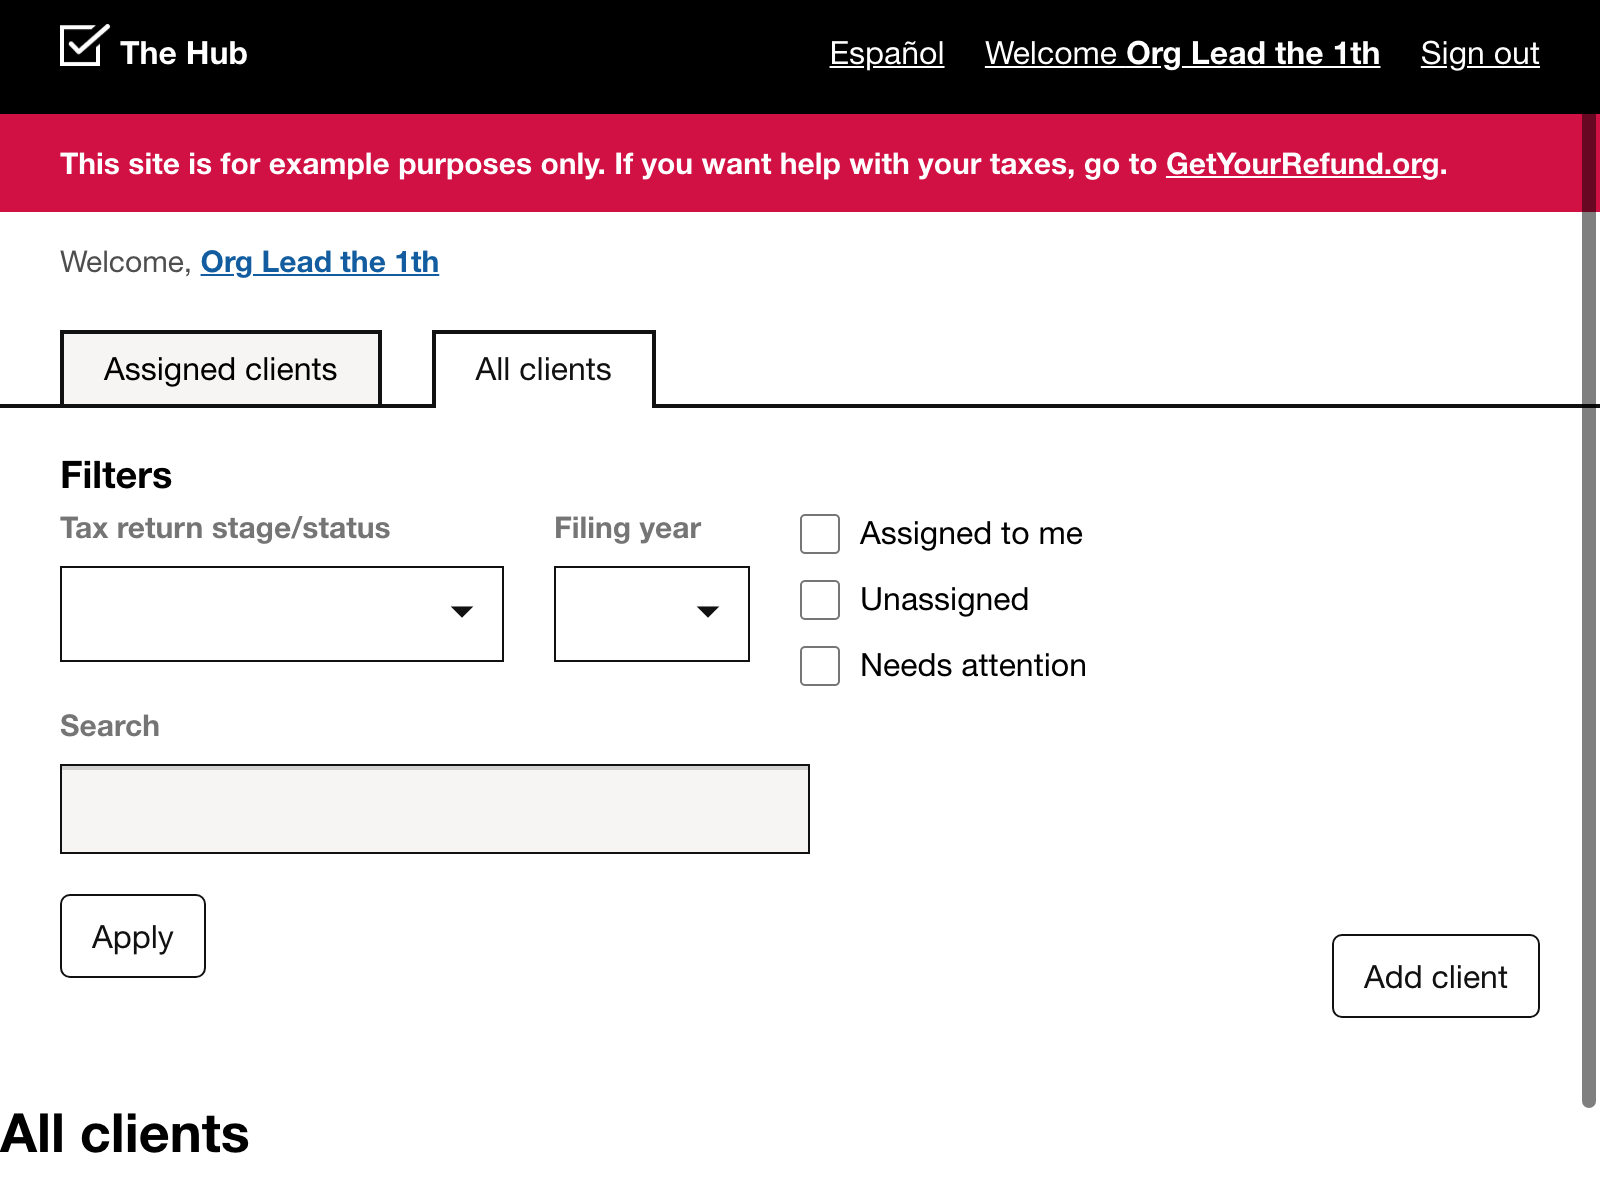 The Hub
Español Welcome Org Lead the 1th Sign out
This site is for example purposes only. If you want help with your taxes, go to GetYourRefund.org.
Welcome, Org Lead the 1th
Assigned clients All clients
Filters
Tax return stage/status Filing year
Assigned to me
Unassigned
Needs attention
Search
Apply
Add client
All clients